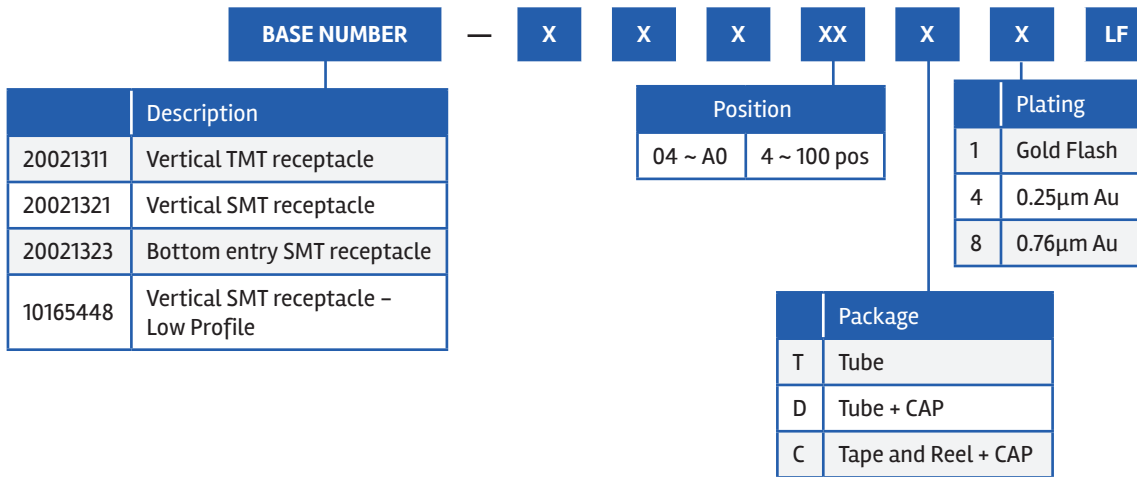 BASE NUMBER — X X X XX X X LF
Description
20021311 Vertical TMT receptacle
20021321 Vertical SMT receptacle
20021323 Bottom entry SMT receptacle
10165448 Vertical SMT receptacle –
Low Profile
Position
04 ~ A0 4 ~ 100 pos
Plating
1 Gold Flash
4 0.25μm Au
8 0.76μm Au
Package
T Tube
D Tube + CAP
C Tape and Reel + CAP